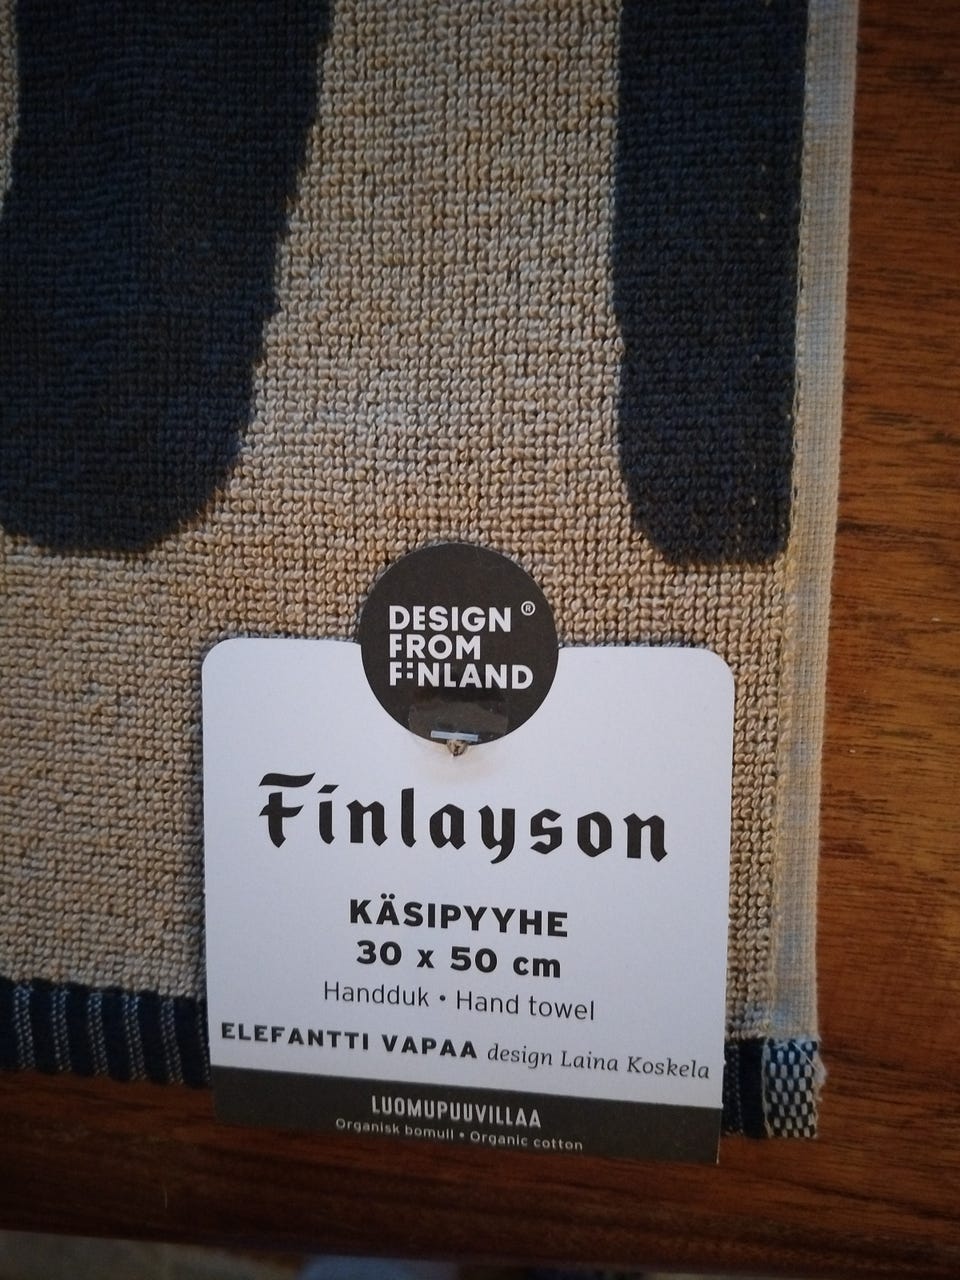 DESIGN ®
FROM
FINLAND
Finlayson
KÄSIPYYHE
30 x 50 cm
Handduk • Hand towel
ELEFANTTI VAPAA design Laina Koskela
LUOMUPUUVILLAA
Organisk bomull • Organic cotton